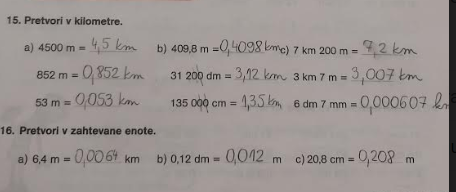 15. Pretvori v kilometre.
a) 4500 m = 4,5 km b) 409,8 m = 0,4098 km c) 7 km 200 m = 7,2 km
852 m = 0,852 km 31 200 dm = 3,12 km 3 km 7 m = 3,007 km
53 m = 0,053 km 135 000 cm = 1,35 km 6 dm 7 mm = 0,000607 km
16. Pretvori v zahtevane enote.
a) 6,4 m = 0,0064 km b) 0,12 dm = 0,012 m c) 20,8 cm = 0,208 m